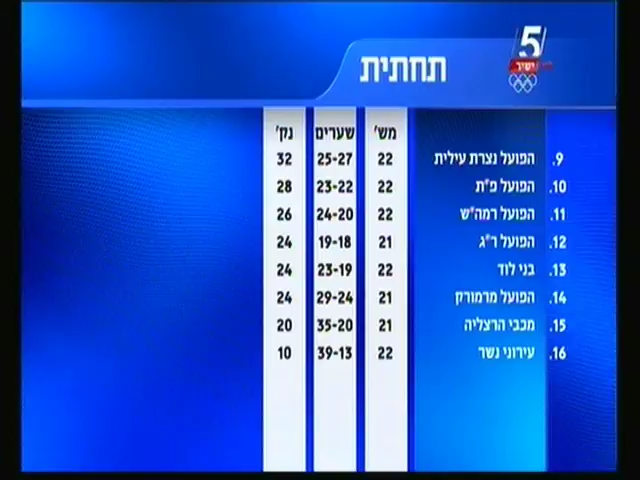 5
ישיר
תחתית
מש' שערים נק'
9. הפועל נצרת עילית 22 25-27 32
10. הפועל פ"ת 22 23-22 28
11. הפועל רמה"ש 22 24-20 26
12. הפועל ר"ג 21 19-18 24
13. בני לוד 22 23-19 24
14. הפועל מרמורק 21 29-24 24
15. מכבי הרצליה 21 35-20 20
16. עירוני נשר 22 39-13 10